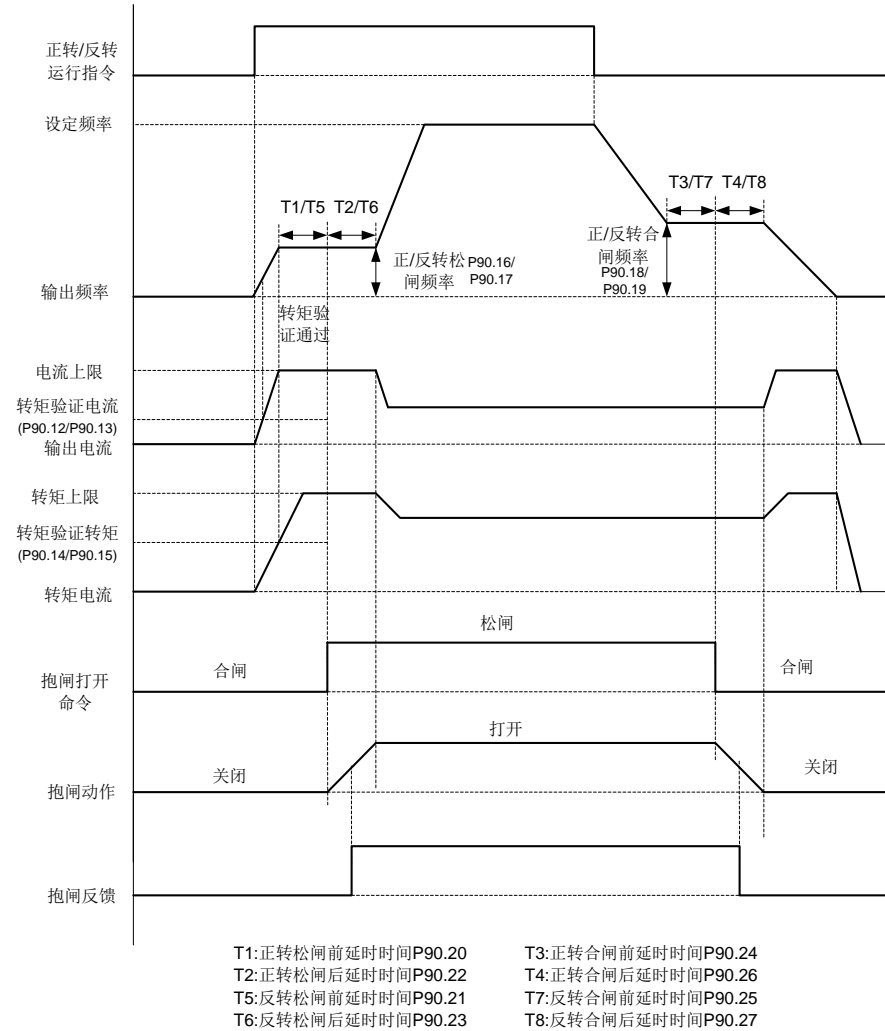 正转/反转
运行指令
设定频率
T1/T5
T2/T6
T3/T7
T4/T8
正/反转松
闸频率
P90.16/
P90.17
正/反转合
闸频率
P90.18/
P90.19
输出频率
转矩验
证通过
电流上限
转矩验证电流
(P90.12/P90.13)
输出电流
转矩上限
转矩验证转矩
(P90.14/P90.15)
转矩电流
松闸
合闸
合闸
抱闸打开
命令
打开
关闭
关闭
抱闸动作
抱闸反馈
T1:正转松闸前延时时间P90.20
T2:正转松闸后延时时间P90.22
T5:反转松闸前延时时间P90.21
T6:反转松闸后延时时间P90.23
T3:正转合闸前延时时间P90.24
T4:正转合闸后延时时间P90.26
T7:反转合闸前延时时间P90.25
T8:反转合闸后延时时间P90.27